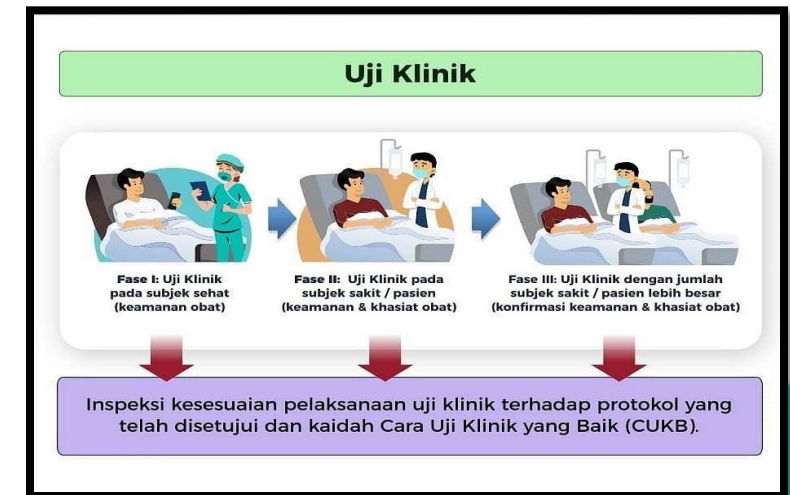 Uji Klinik
Fase I: Uji Klinik
pada subjek sehat
(keamanan obat)
Fase II: Uji Klinik pada
subjek sakit / pasien
(keamanan & khasiat obat)
Fase III: Uji Klinik dengan jumlah
subjek sakit / pasien lebih besar
(konfirmasi keamanan & khasiat obat)
Inspeksi kesesuaian pelaksanaan uji klinik terhadap protokol yang
telah disetujui dan kaidah Cara Uji Klinik yang Baik (CUKB).